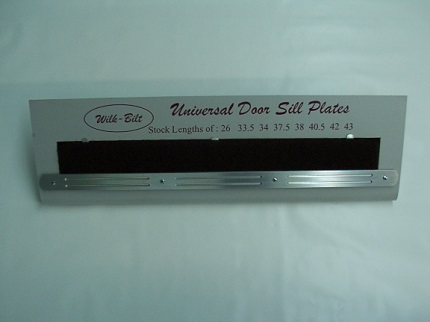 Wilk-Bilt
Universal Door Sill Plates
Stock Lengths of : 26 33.5 34 37.5 38 40.5 42 43